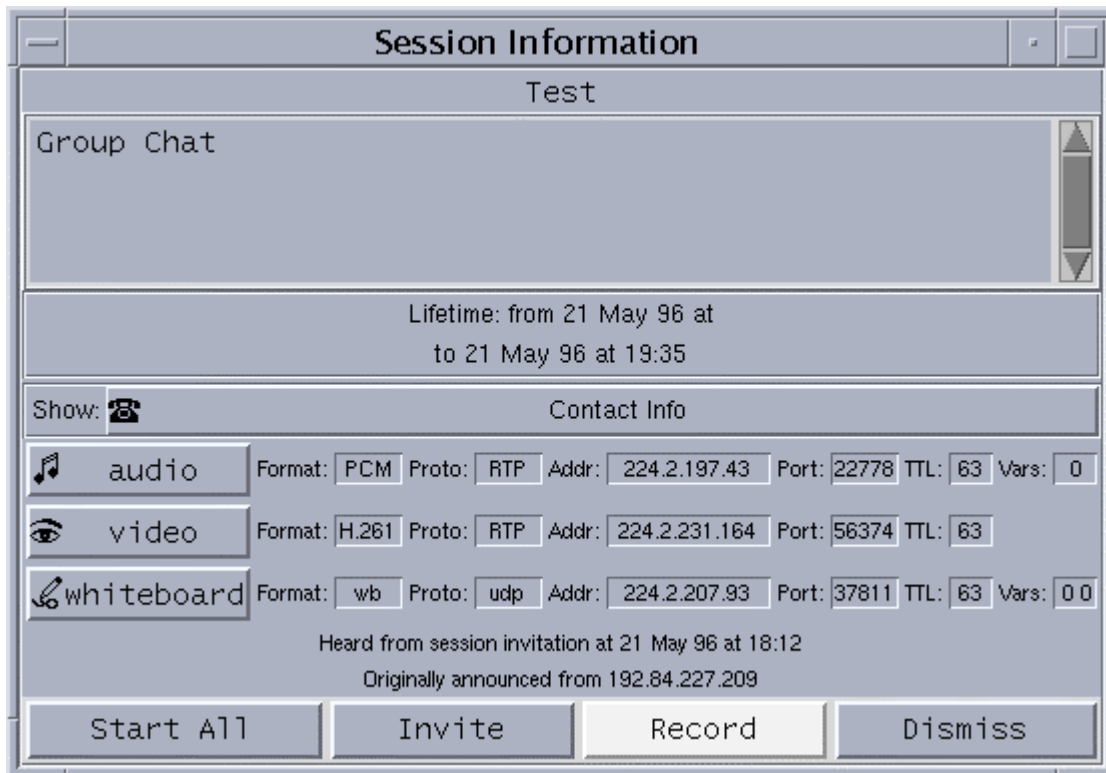 Session Information
Test
Group Chat
Lifetime: from 21 May 96 at
to 21 May 96 at 19:35
Show: Contact Info
audio Format: PCM Proto: RTP Addr: 224.2.197.43 Port: 22778 TTL: 63 Vars: 0
video Format: H.261 Proto: RTP Addr: 224.2.231.164 Port: 56374 TTL: 63
whiteboard Format: wb Proto: udp Addr: 224.2.207.93 Port: 37811 TTL: 63 Vars: 0 0
Heard from session invitation at 21 May 96 at 18:12
Originally announced from 192.84.227.209
Start All Invite Record Dismiss